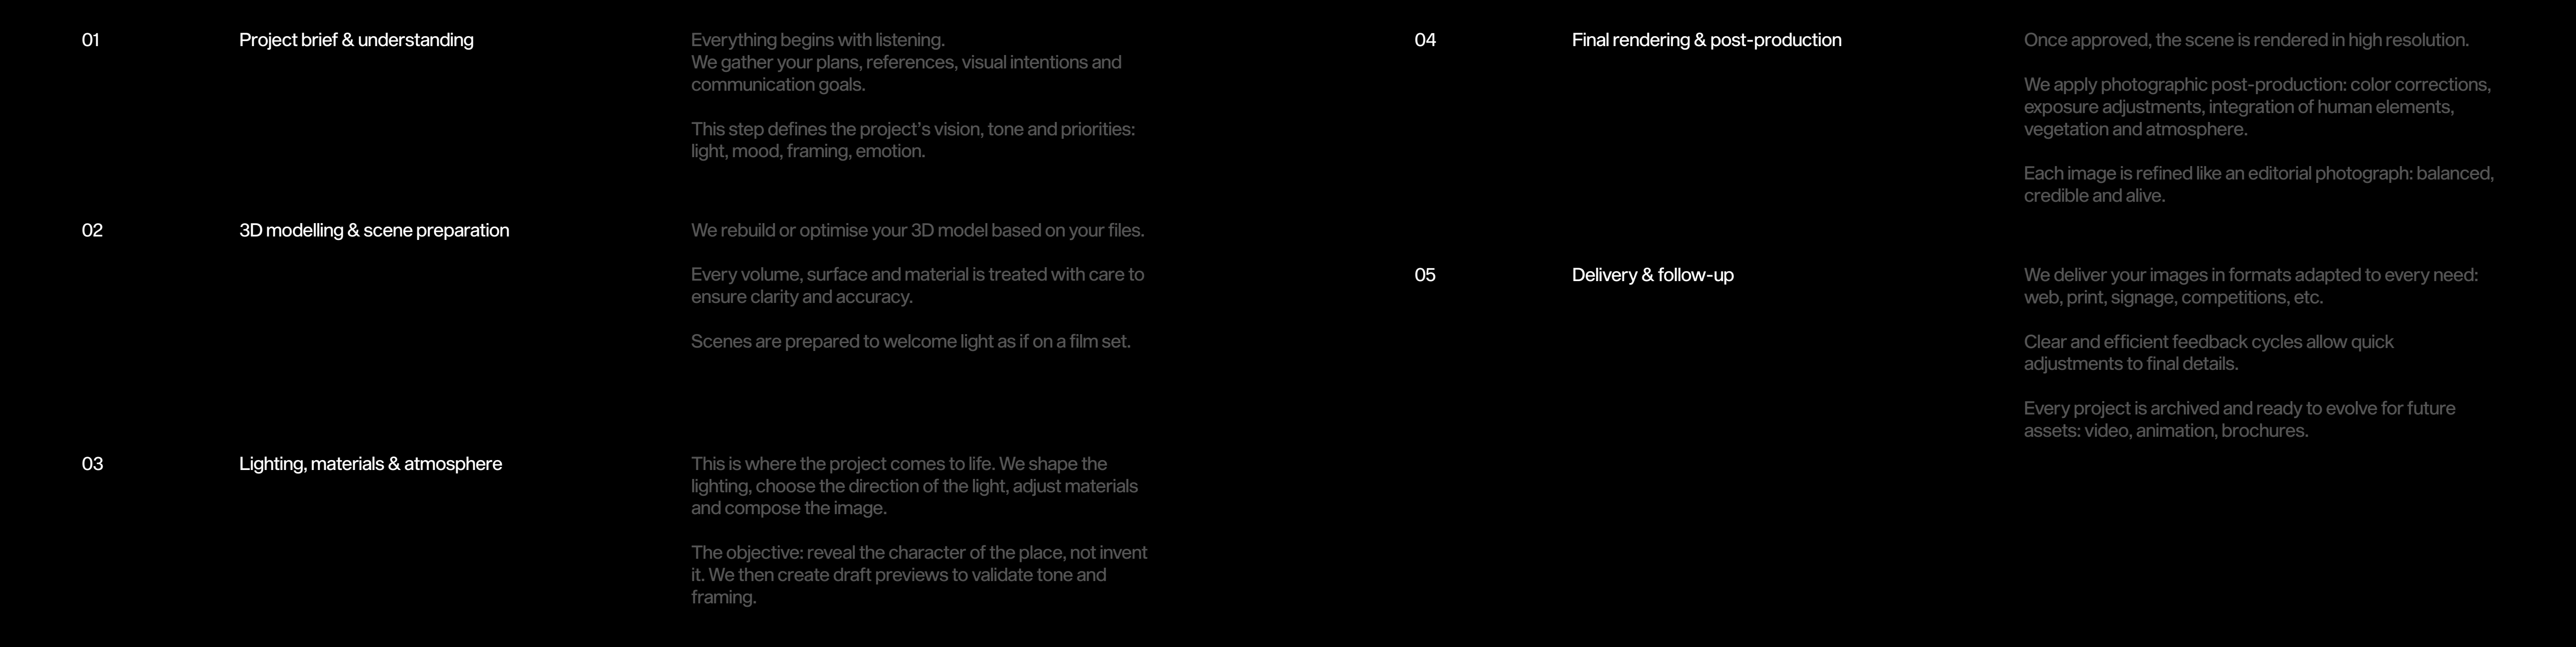 01
Project brief & understanding
Everything begins with listening.
We gather your plans, references, visual intentions and
communication goals.
This step defines the project’s vision, tone and priorities:
light, mood, framing, emotion.
02
3D modelling & scene preparation
We rebuild or optimise your 3D model based on your files.
Every volume, surface and material is treated with care to
ensure clarity and accuracy.
Scenes are prepared to welcome light as if on a film set.
03
Lighting, materials & atmosphere
This is where the project comes to life. We shape the
lighting, choose the direction of the light, adjust materials
and compose the image.
The objective: reveal the character of the place, not invent
it. We then create draft previews to validate tone and
framing.
04
Final rendering & post-production
Once approved, the scene is rendered in high resolution.
We apply photographic post-production: color corrections,
exposure adjustments, integration of human elements,
vegetation and atmosphere.
Each image is refined like an editorial photograph: balanced,
credible and alive.
05
Delivery & follow-up
We deliver your images in formats adapted to every need:
web, print, signage, competitions, etc.
Clear and efficient feedback cycles allow quick
adjustments to final details.
Every project is archived and ready to evolve for future
assets: video, animation, brochures.